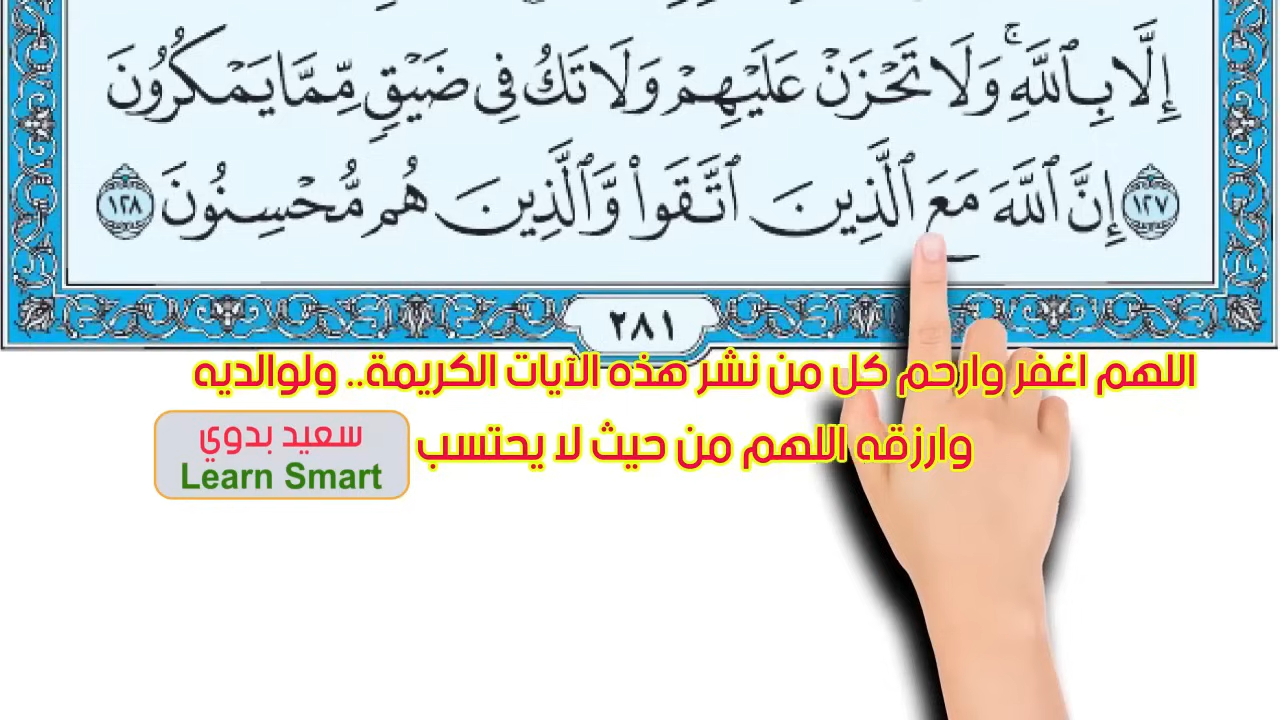 إِلَّا بِٱللَّهِۚ وَلَا تَحْزَنْ عَلَيْهِمْ وَلَا تَكُ فِى ضَيْقٍ مِّمَّا يَمْكُرُونَ
١٢٧ إِنَّ ٱللَّهَ مَعَ ٱلَّذِينَ ٱتَّقَوا۟ وَّٱلَّذِينَ هُم مُّحْسِنُونَ ١٢٨
٢٨١
اللهم اغفر وارحم كل من نشر هذه الآيات الكريمة.. ولوالديه
وارزقه اللهم من حيث لا يحتسب
سعيد بدوي
Learn Smart